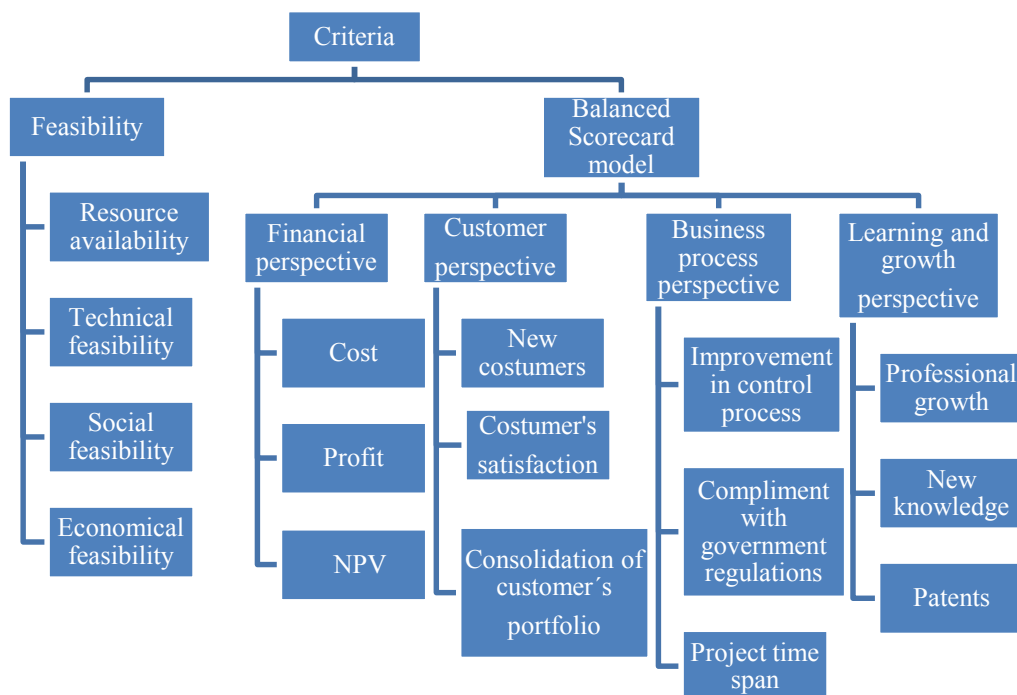 Criteria
Feasibility
Balanced
Scorecard
model
Resource
availability
Technical
feasibility
Social
feasibility
Economical
feasibility
Financial
perspective
Cost
Profit
NPV
Customer
perspective
New
costumers
Costumer's
satisfaction
Consolidation of
customer´s
portfolio
Business
process
perspective
Improvement
in control
process
Compliment
with
government
regulations
Project time
span
Learning and
growth
perspective
Professional
growth
New
knowledge
Patents